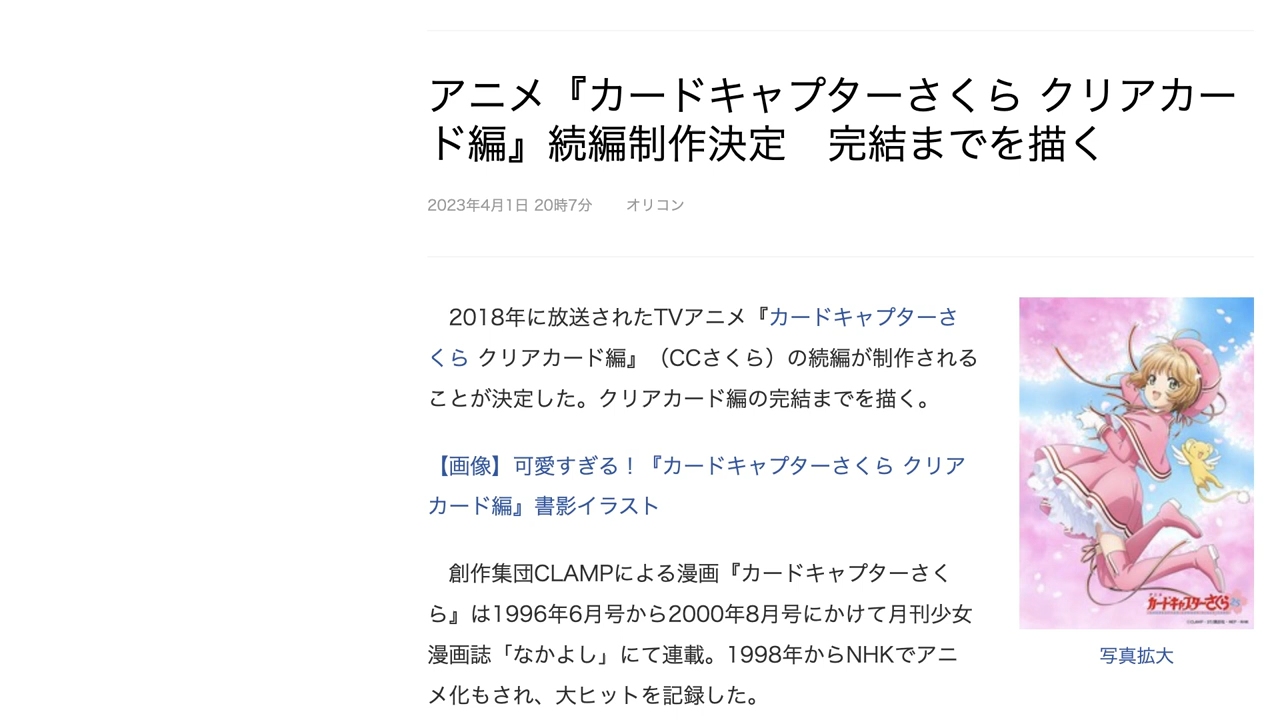 アニメ『カードキャプターさくら クリアカー
ド編』続編制作決定　完結までを描く
2023年4月1日 20時7分　オリコン
　2018年に放送されたTVアニメ『カードキャプターさ
くら クリアカード編』（CCさくら）の続編が制作される
ことが決定した。クリアカード編の完結までを描く。
【画像】可愛すぎる！『カードキャプターさくら クリア
カード編』書影イラスト
　創作集団CLAMPによる漫画『カードキャプターさく
ら』は1996年6月号から2000年8月号にかけて月刊少女
漫画誌「なかよし」にて連載。1998年からNHKでアニ
メ化もされ、大ヒットを記録した。
カードキャプターさくら
写真拡大